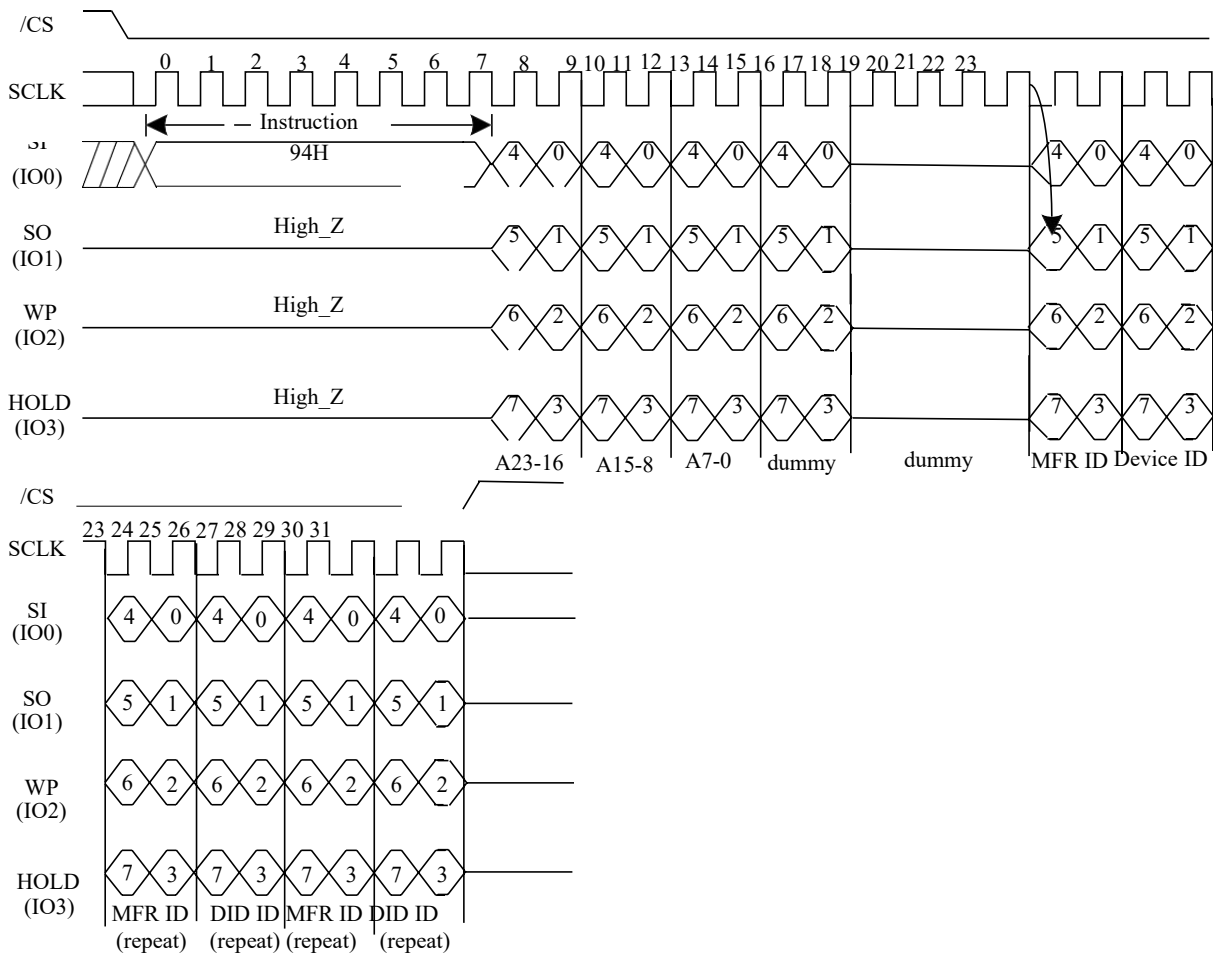 /CS
0 1 2 3 4 5 6 7 8 9 10 11 12 13 14 15 16 17 18 19 20 21 22 23
SCLK
Instruction
SI
(IO0)
94H
4 0 4 0 4 0 4 0 4 0 4 0
SO
(IO1)
High_Z
5 1 5 1 5 1 5 1 5 1 5 1
WP
(IO2)
High_Z
6 2 6 2 6 2 6 2 6 2 6 2
HOLD
(IO3)
High_Z
7 3 7 3 7 3 7 3 7 3 7 3
A23-16 A15-8 A7-0 dummy dummy MFR ID Device ID
/CS
23 24 25 26 27 28 29 30 31
SCLK
SI
(IO0)
4 0 4 0 4 0 4 0
SO
(IO1)
5 1 5 1 5 1 5 1
WP
(IO2)
6 2 6 2 6 2 6 2
HOLD
(IO3)
7 3 7 3 7 3 7 3
MFR ID DID ID MFR ID DID ID
(repeat) (repeat) (repeat) (repeat)